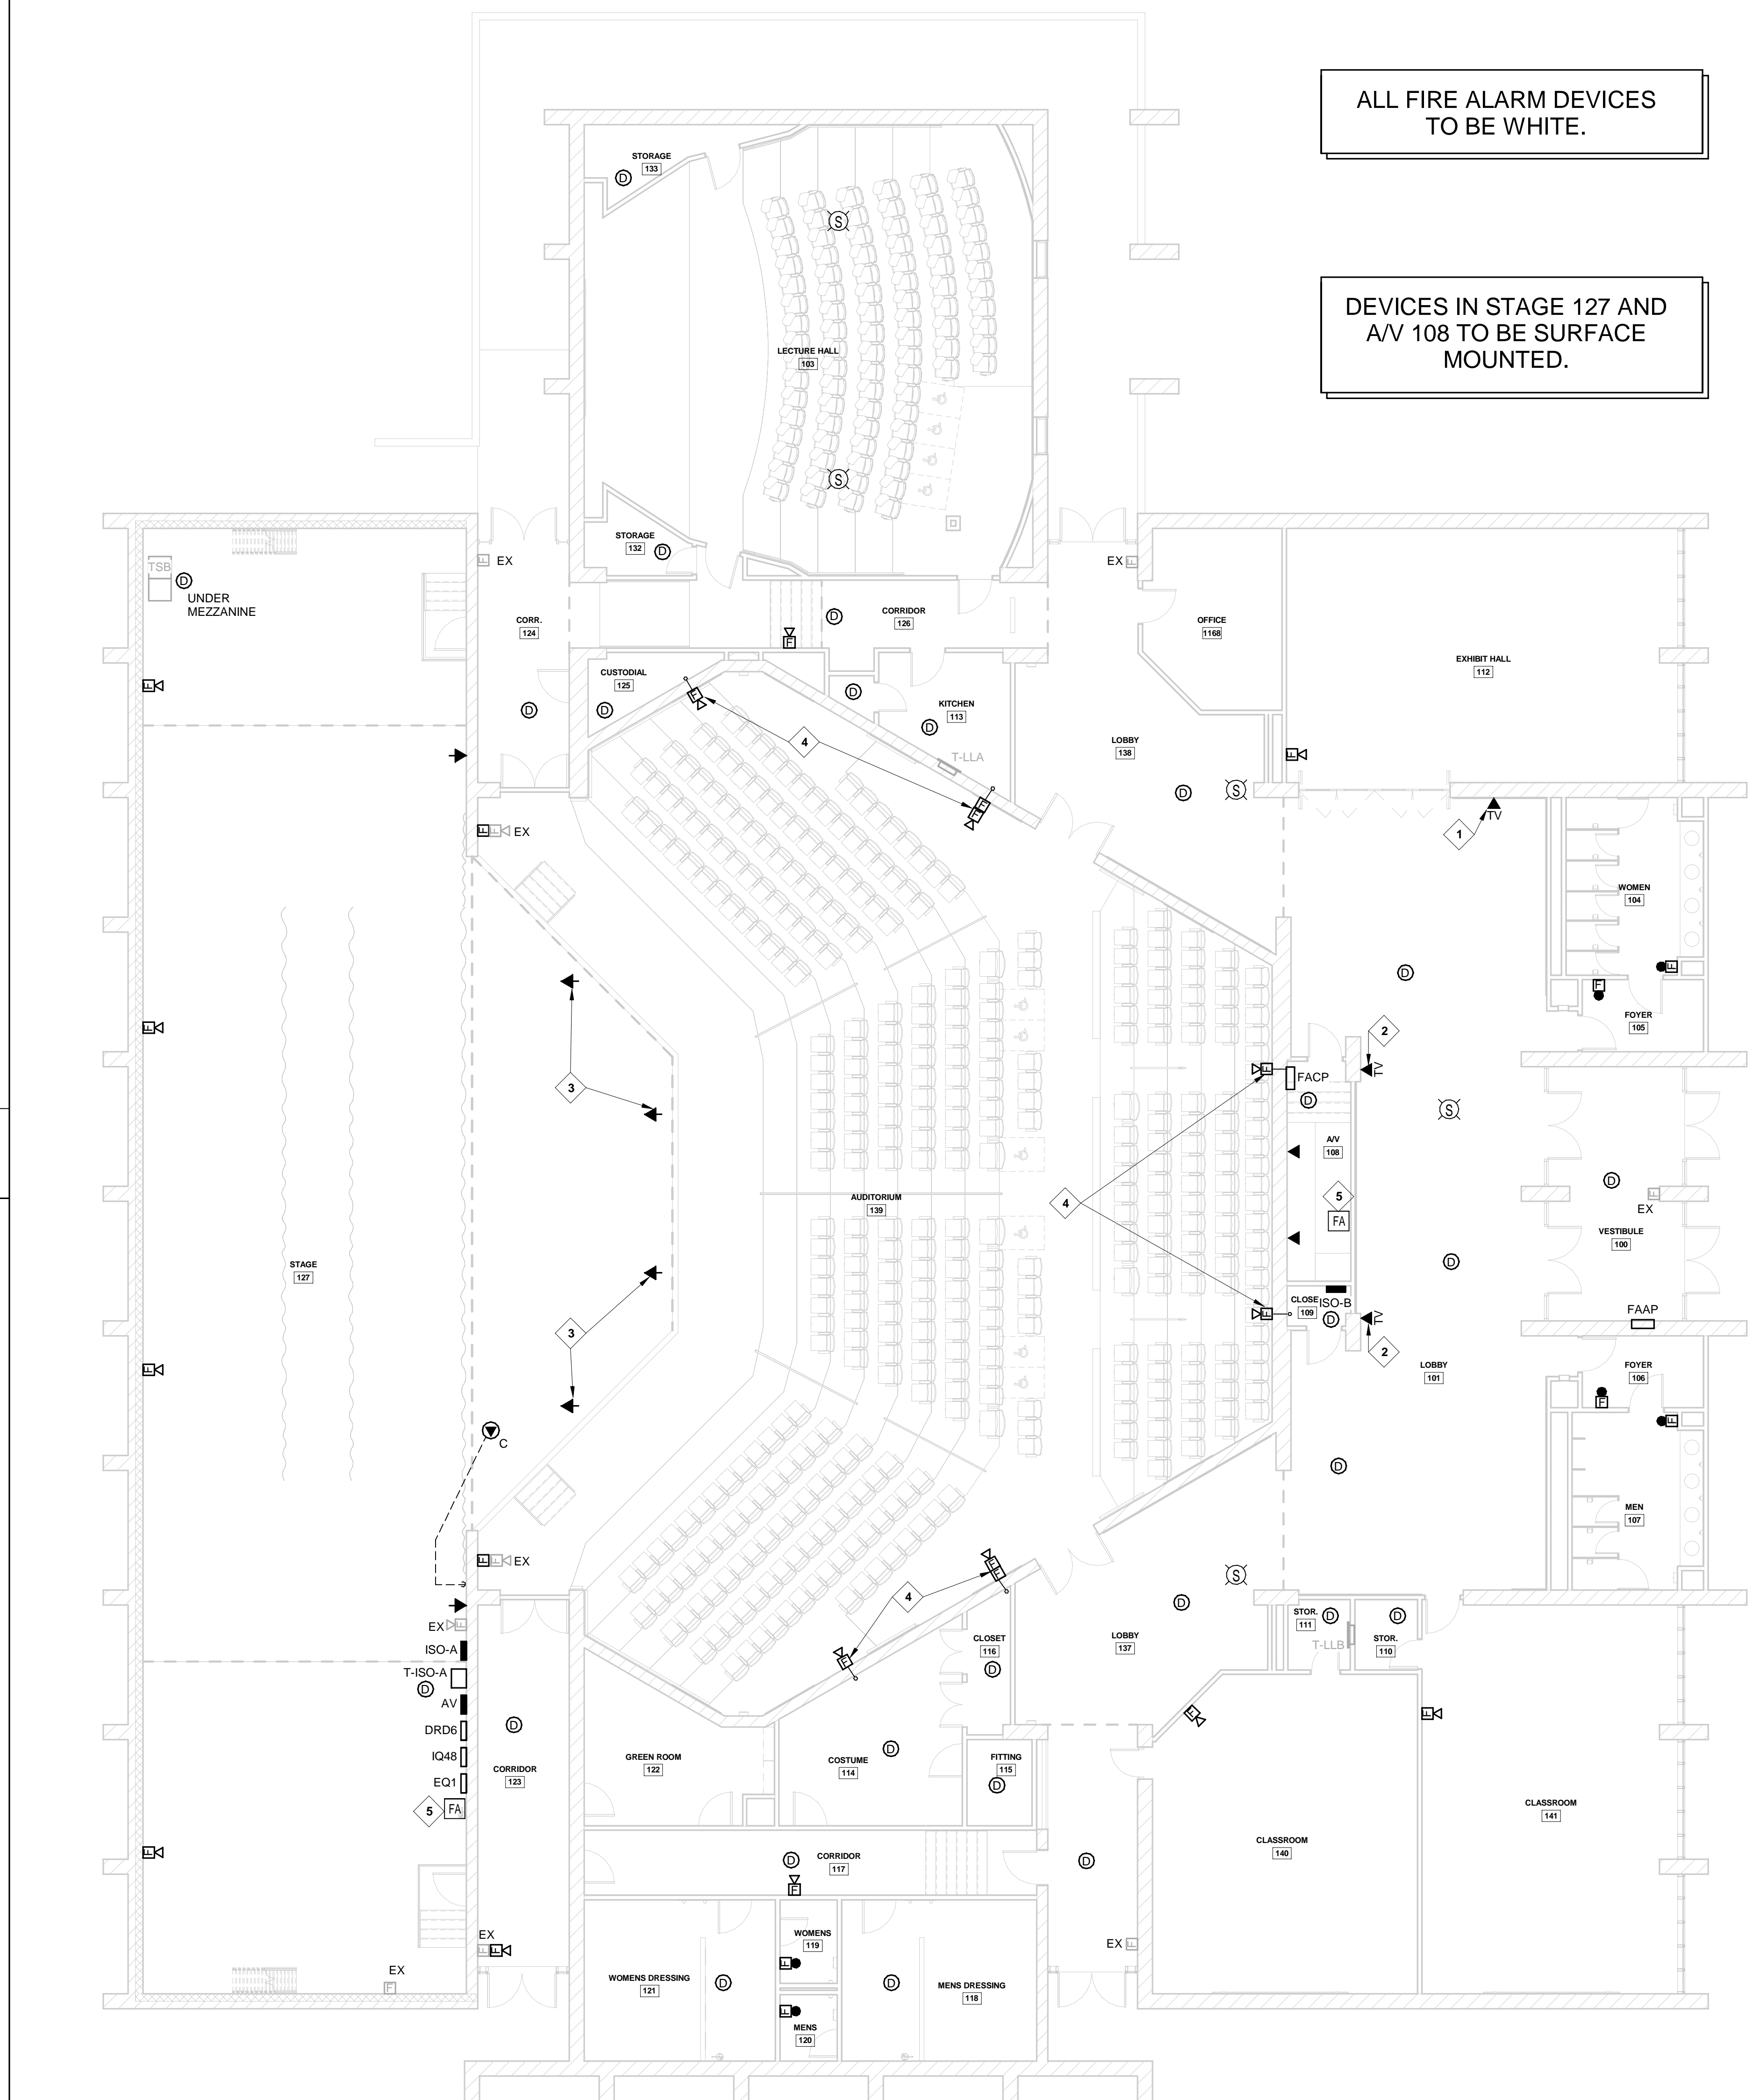 ALL FIRE ALARM DEVICES
TO BE WHITE.
DEVICES IN STAGE 127 AND
A/V 108 TO BE SURFACE
MOUNTED.
STORAGE
133
D
S
LECTURE HALL
103
S
STORAGE
132
D
TSB
D
UNDER
MEZZANINE
F
EX
EX
F
CORR.
124
D
CORRIDOR
126
F
OFFICE
1168
EXHIBIT HALL
112
F
CUSTODIAL
125
D
F
D
KITCHEN
113
D
T-LLA
4
LOBBY
138
D
S
F
F
D
F
F
F
F
EX
1
TV
WOMEN
104
F
F
FOYER
105
D
F
3
2
TV
F
FACP
D
S
A/V
108
5
FA
4
AUDITORIUM
139
D
F
EX
VESTIBULE
100
D
STAGE
127
3
CLOSE
109
ISO-B
D
F
TV
2
FAAP
LOBBY
101
FOYER
106
F
F
F
C
D
MEN
107
F
F
EX
F
F
4
S
D
EX
F
ISO-A
T-ISO-A
D
AV
DRD6
IQ48
EQ1
5
FA
F
CLOSET
116
D
LOBBY
137
STOR.
111
D
T-LLB
STOR.
110
D
F
F
D
CORRIDOR
123
GREEN ROOM
122
COSTUME
114
D
FITTING
115
D
CLASSROOM
141
CLASSROOM
140
F
D
CORRIDOR
117
F
D
EX
F
F
EX
F
EX
F
WOMENS
119
F
WOMENS DRESSING
121
D
D
MENS DRESSING
118
F
MENS
120